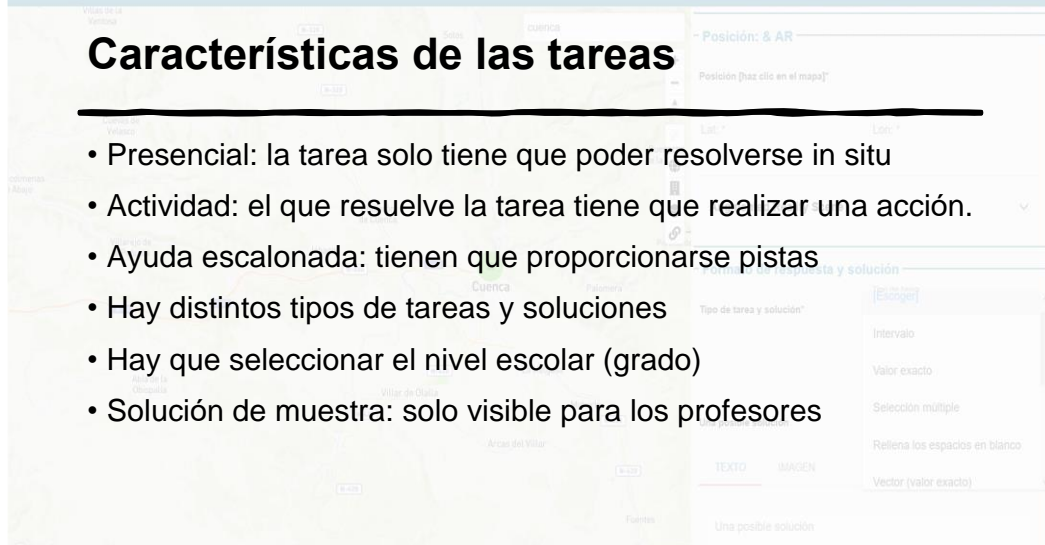 Características de las tareas
• Presencial: la tarea solo tiene que poder resolverse in situ
• Actividad: el que resuelve la tarea tiene que realizar una acción.
• Ayuda escalonada: tienen que proporcionarse pistas
• Hay distintos tipos de tareas y soluciones
• Hay que seleccionar el nivel escolar (grado)
• Solución de muestra: solo visible para los profesores
cuenca
Cuenca
Villar de Olalla
Arcas del Villar
Fuentes
Posición: & AR
Posición [haz clic en el mapa]*
Lat: *
Lon: *
Formato de respuesta y solución
Tipo de tarea y solución*
[Escoger]
Intervalo
Valor exacto
Selección múltiple
Rellena los espacios en blanco
Vector (valor exacto)
Una posible solución
TEXTO
IMAGEN
Una posible solución